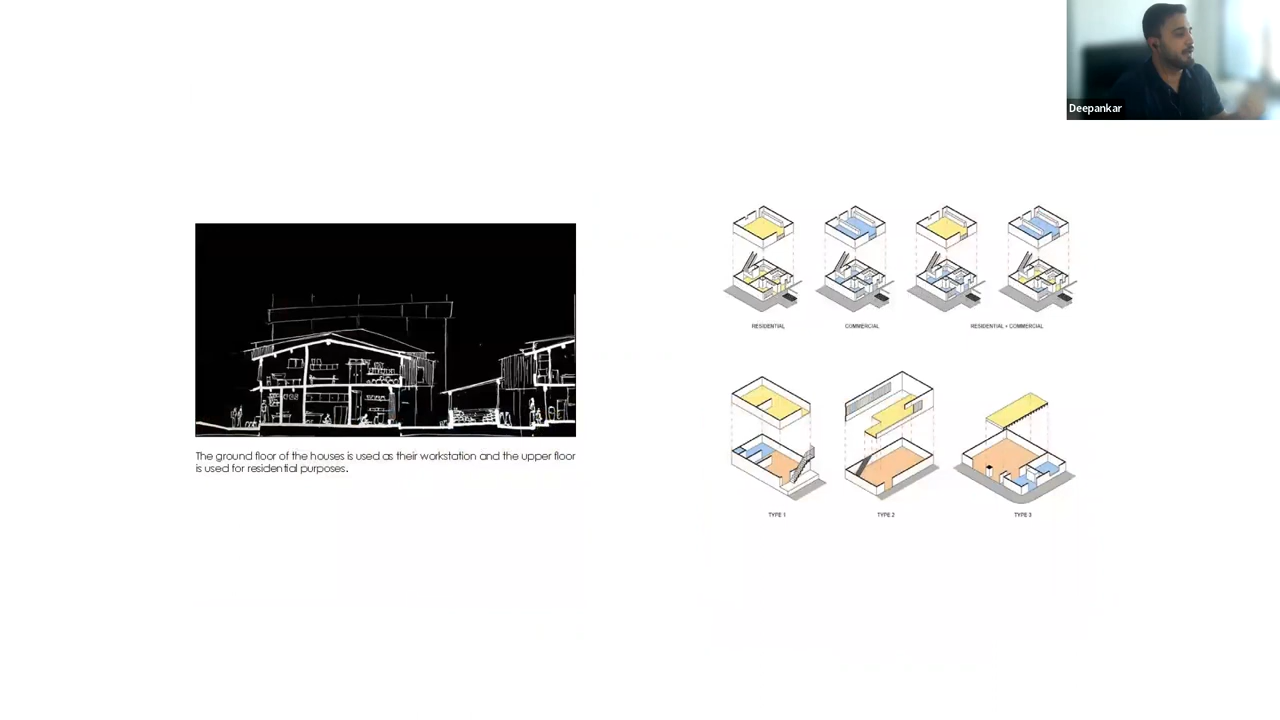 Deepankar
The ground floor of the houses is used as their workstation and the upper floor
is used for residential purposes.
RESIDENTIAL
COMMERCIAL
RESIDENTIAL + COMMERCIAL
TYPE 1
TYPE 2
TYPE 3